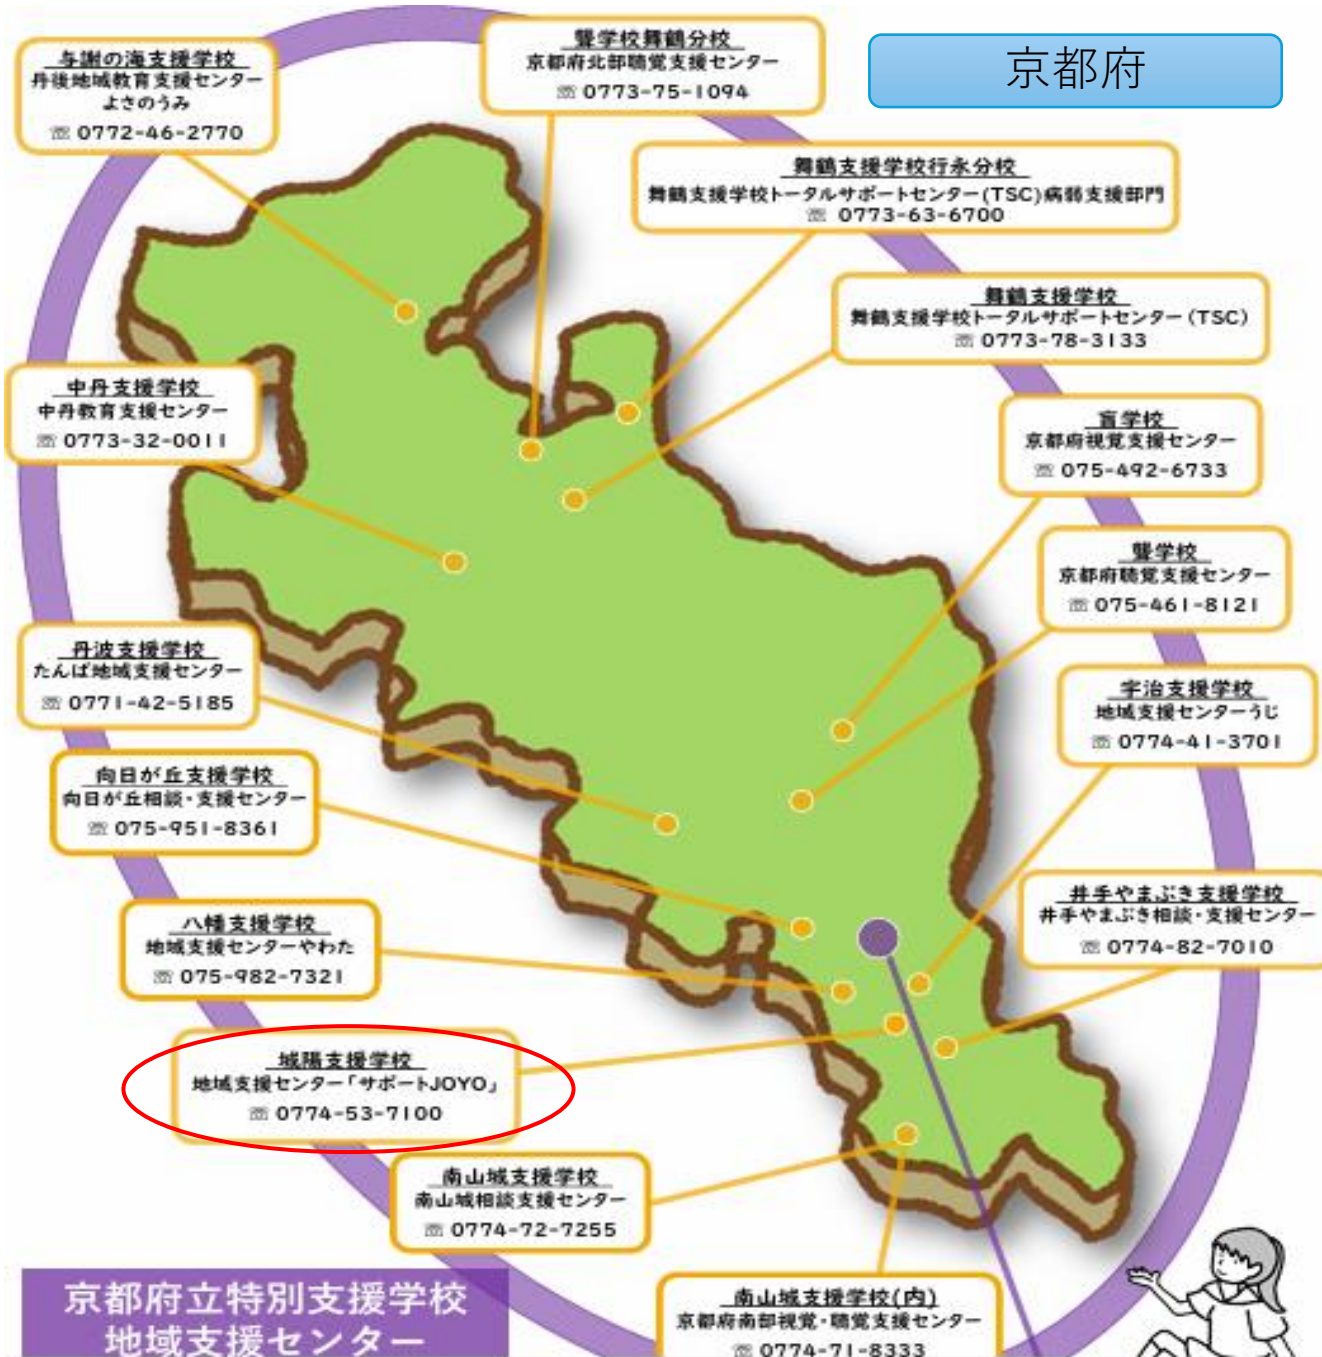 京都府
与謝の海支援学校
丹後地域教育支援センター
よさのうみ
☏ 0772-46-2770
聾学校舞鶴分校
京都府北部聴覚支援センター
☏ 0773-75-1094
舞鶴支援学校行永分校
舞鶴支援学校トータルサポートセンター(TSC)病弱支援部門
☏ 0773-63-6700
舞鶴支援学校
舞鶴支援学校トータルサポートセンター(TSC)
☏ 0773-78-3133
中丹支援学校
中丹教育支援センター
☏ 0773-32-0011
盲学校
京都府視覚支援センター
☏ 075-492-6733
聾学校
京都府聴覚支援センター
☏ 075-461-8121
丹波支援学校
たんば地域支援センター
☏ 0771-42-5185
宇治支援学校
地域支援センターうじ
☏ 0774-41-3701
向日が丘支援学校
向日が丘相談・支援センター
☏ 075-951-8361
井手やまぶき支援学校
井手やまぶき相談・支援センター
☏ 0774-82-7010
八幡支援学校
地域支援センターやわた
☏ 075-982-7321
城陽支援学校
地域支援センター「サポートJOYO」
☏ 0774-53-7100
南山城支援学校
南山城相談支援センター
☏ 0774-72-7255
南山城支援学校(内)
京都府南部視覚・聴覚支援センター
☏ 0774-71-8333
京都府立特別支援学校
地域支援センター